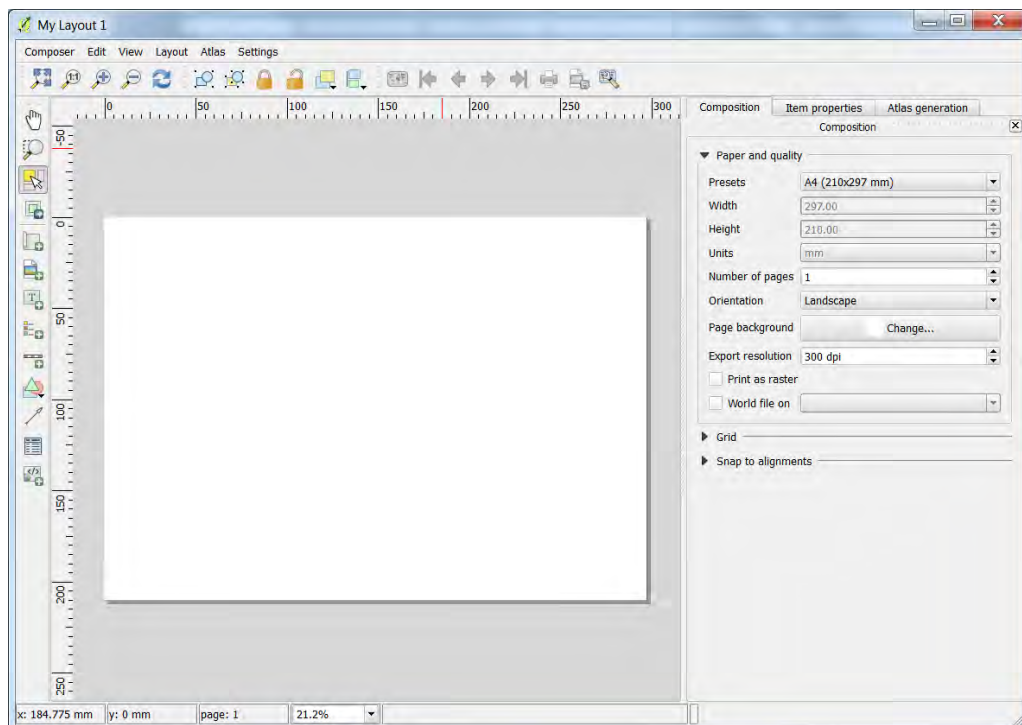 My Layout 1
Composer Edit View Layout Atlas Settings
0 50 100 150 200 250 300
-50
0
50
100
150
200
250
Composition Item properties Atlas generation
Composition
Paper and quality
Presets A4 (210x297 mm)
Width 297.00
Height 210.00
Units mm
Number of pages 1
Orientation Landscape
Page background Change...
Export resolution 300 dpi
Print as raster
World file on
Grid
Snap to alignments
x: 184.775 mm y: 0 mm page: 1 21.2%